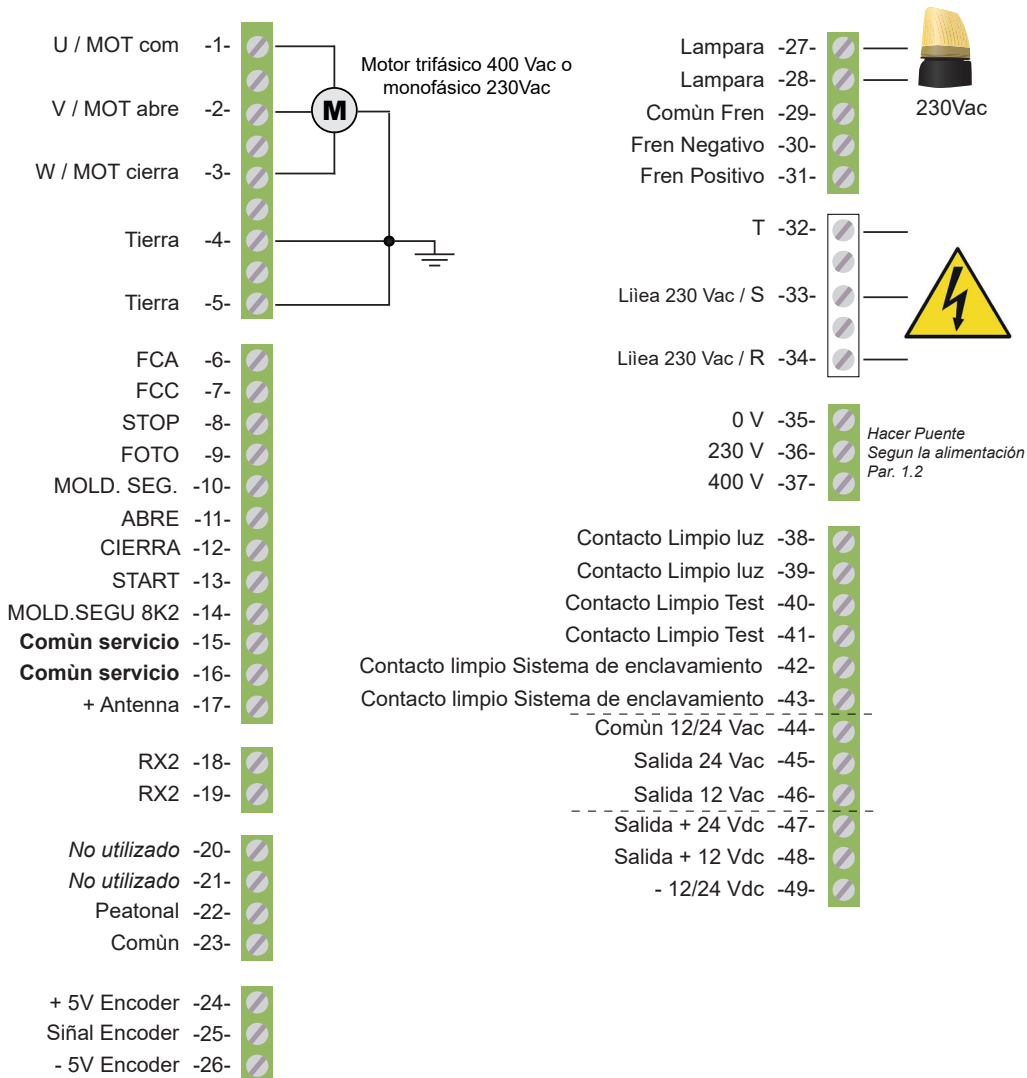 U / MOT com -1-
Motor trifásico 400 Vac o
monofásico 230Vac
V / MOT abre -2-
M
W / MOT cierra -3-
Tierra -4-
Tierra -5-
FCA -6-
FCC -7-
STOP -8-
FOTO -9-
MOLD. SEG. -10-
ABRE -11-
CIERRA -12-
START -13-
MOLD.SEGU 8K2 -14-
Comùn servicio -15-
Comùn servicio -16-
+ Antenna -17-
RX2 -18-
RX2 -19-
No utilizado -20-
No utilizado -21-
Peatonal -22-
Comùn -23-
+ 5V Encoder -24-
Siñal Encoder -25-
- 5V Encoder -26-
Lampara -27-
Lampara -28-
230Vac
Comùn Fren -29-
Fren Negativo -30-
Fren Positivo -31-
T -32-
Liìea 230 Vac / S -33-
Liìea 230 Vac / R -34-
0 V -35-
230 V -36-
400 V -37-
Hacer Puente
Segun la alimentación
Par. 1.2
Contacto Limpio luz -38-
Contacto Limpio luz -39-
Contacto Limpio Test -40-
Contacto Limpio Test -41-
Contacto limpio Sistema de enclavamiento -42-
Contacto limpio Sistema de enclavamiento -43-
Comùn 12/24 Vac -44-
Salida 24 Vac -45-
Salida 12 Vac -46-
Salida + 24 Vdc -47-
Salida + 12 Vdc -48-
- 12/24 Vdc -49-